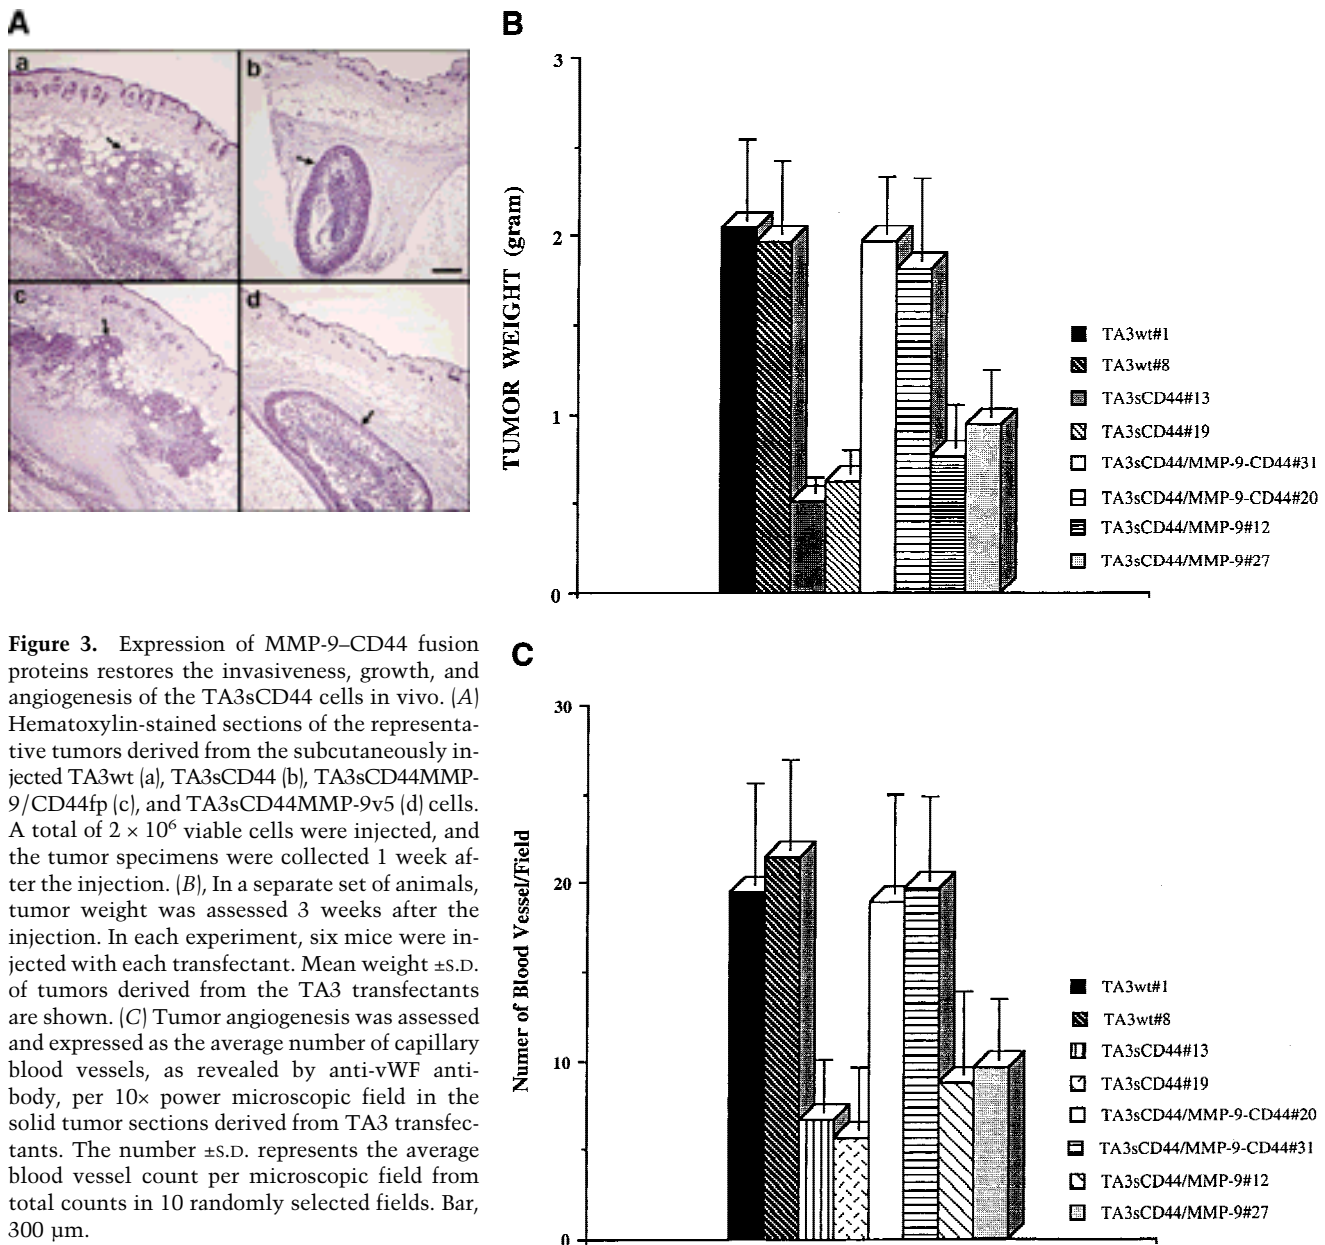 A
a
b
c
d
B
3
2
1
0
TUMOR WEIGHT (gram)
TA3wt#1
TA3wt#8
TA3sCD44#13
TA3sCD44#19
TA3sCD44/MMP-9-CD44#31
TA3sCD44/MMP-9-CD44#20
TA3sCD44/MMP-9#12
TA3sCD44/MMP-9#27
Figure 3. Expression of MMP-9–CD44 fusion
proteins restores the invasiveness, growth, and
angiogenesis of the TA3sCD44 cells in vivo. (A)
Hematoxylin-stained sections of the representa-
tive tumors derived from the subcutaneously in-
jected TA3wt (a), TA3sCD44 (b), TA3sCD44MMP-
9/CD44fp (c), and TA3sCD44MMP-9v5 (d) cells.
A total of 2 × 10⁶ viable cells were injected, and
the tumor specimens were collected 1 week af-
ter the injection. (B), In a separate set of animals,
tumor weight was assessed 3 weeks after the
injection. In each experiment, six mice were in-
jected with each transfectant. Mean weight ±S.D.
of tumors derived from the TA3 transfectants
are shown. (C) Tumor angiogenesis was assessed
and expressed as the average number of capillary
blood vessels, as revealed by anti-vWF anti-
body, per 10× power microscopic field in the
solid tumor sections derived from TA3 transfec-
tants. The number ±S.D. represents the average
blood vessel count per microscopic field from
total counts in 10 randomly selected fields. Bar,
300 µm.
C
30
20
10
0
Numer of Blood Vessel/Field
TA3wt#1
TA3wt#8
TA3sCD44#13
TA3sCD44#19
TA3sCD44/MMP-9-CD44#20
TA3sCD44/MMP-9-CD44#31
TA3sCD44/MMP-9#12
TA3sCD44/MMP-9#27